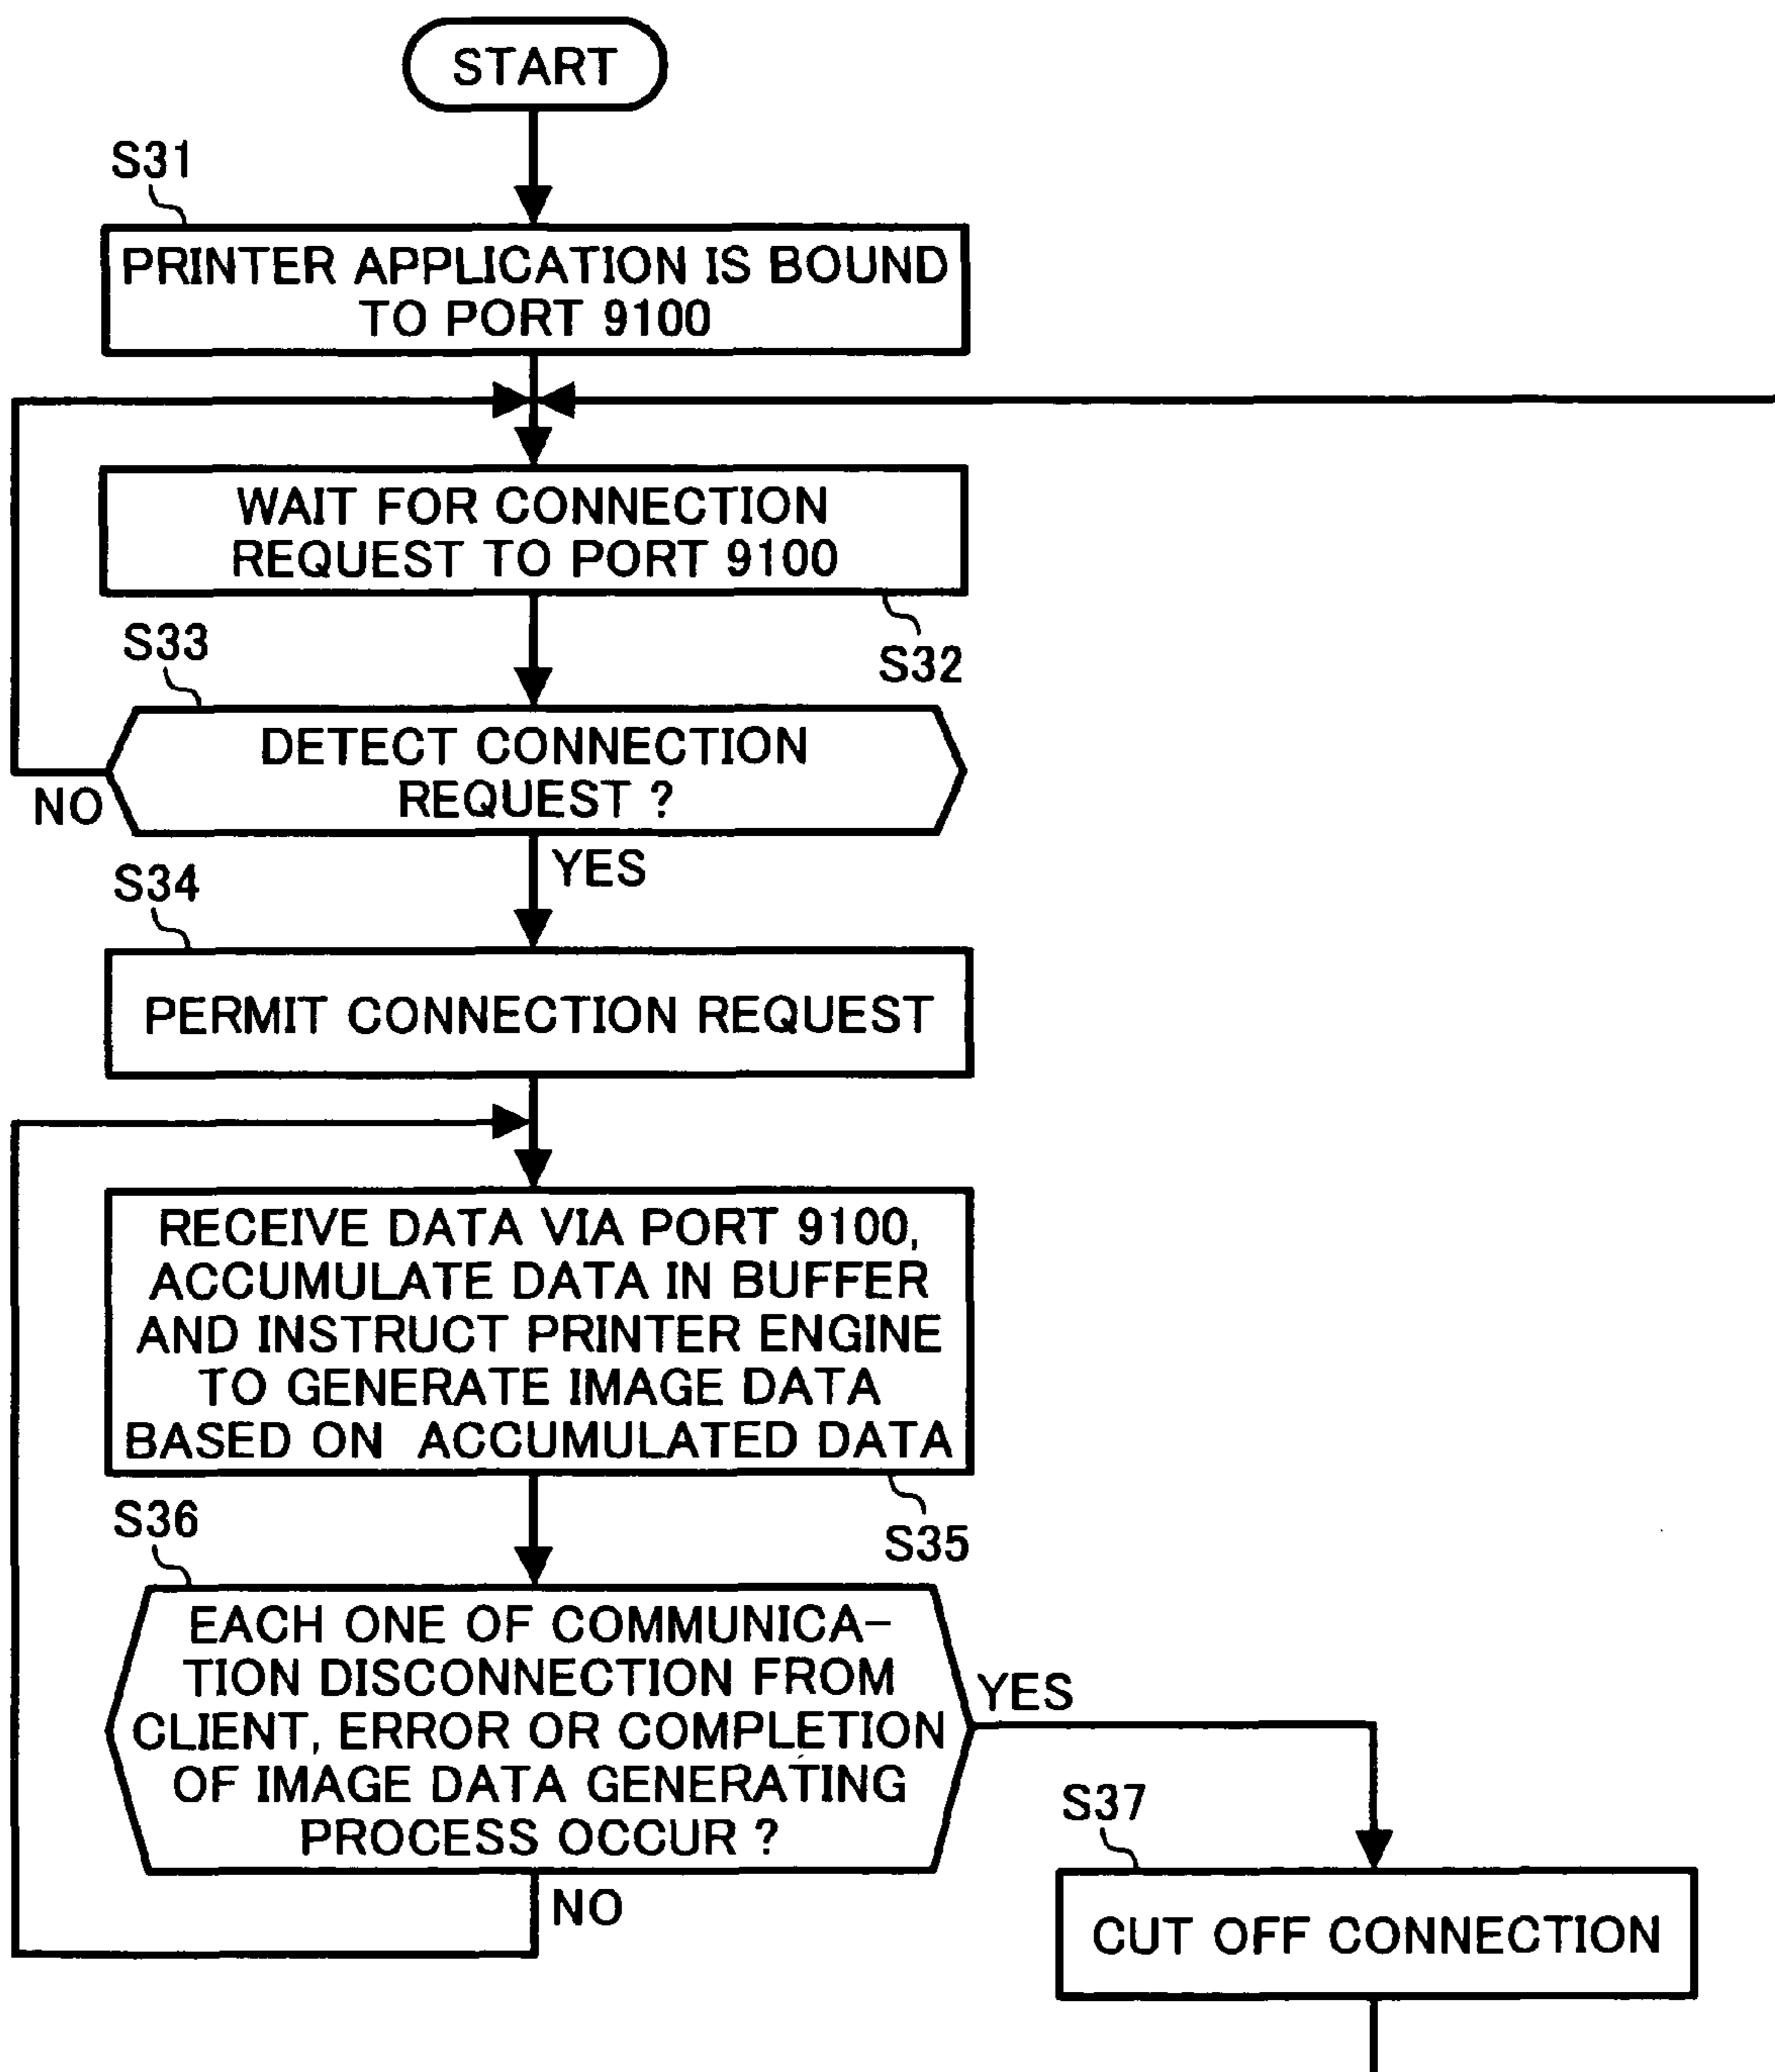 START
S31
PRINTER APPLICATION IS BOUND
TO PORT 9100
WAIT FOR CONNECTION
REQUEST TO PORT 9100
S32
S33
DETECT CONNECTION
REQUEST ?
NO
YES
S34
PERMIT CONNECTION REQUEST
RECEIVE DATA VIA PORT 9100,
ACCUMULATE DATA IN BUFFER
AND INSTRUCT PRINTER ENGINE
TO GENERATE IMAGE DATA
BASED ON ACCUMULATED DATA
S35
S36
EACH ONE OF COMMUNICA-
TION DISCONNECTION FROM
CLIENT, ERROR OR COMPLETION
OF IMAGE DATA GENERATING
PROCESS OCCUR ?
YES
NO
S37
CUT OFF CONNECTION